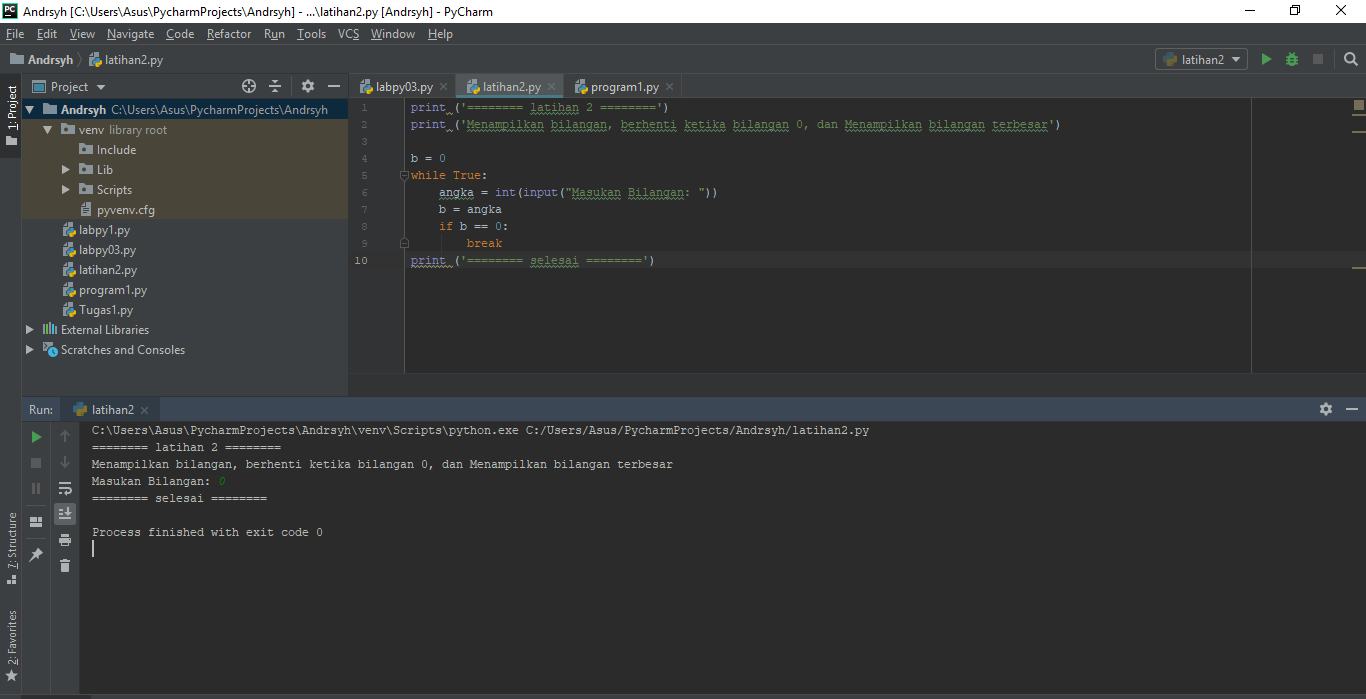 Andrsyh [C:\Users\Asus\PycharmProjects\Andrsyh] - ...\latihan2.py [Andrsyh] - PyCharm
File Edit View Navigate Code Refactor Run Tools VCS Window Help
Andrsyh latihan2.py latihan2
1: Project
Project
labpy03.py latihan2.py program1.py
Andrsyh C:\Users\Asus\PycharmProjects\Andrsyh
venv library root
Include
Lib
Scripts
pyvenv.cfg
labpy1.py
labpy03.py
latihan2.py
program1.py
Tugas1.py
External Libraries
Scratches and Consoles
1 print ('======== latihan 2 ========')
2 print ('Menampilkan bilangan, berhenti ketika bilangan 0, dan Menampilkan bilangan terbesar')
3
4 b = 0
5 while True:
6 angka = int(input("Masukan Bilangan: "))
7 b = angka
8 if b == 0:
9 break
10 print ('======== selesai ========')
Run: latihan2
C:\Users\Asus\PycharmProjects\Andrsyh\venv\Scripts\python.exe C:/Users/Asus/PycharmProjects/Andrsyh/latihan2.py
======== latihan 2 ========
Menampilkan bilangan, berhenti ketika bilangan 0, dan Menampilkan bilangan terbesar
Masukan Bilangan: 0
======== selesai ========
Process finished with exit code 0
7: Structure
2: Favorites